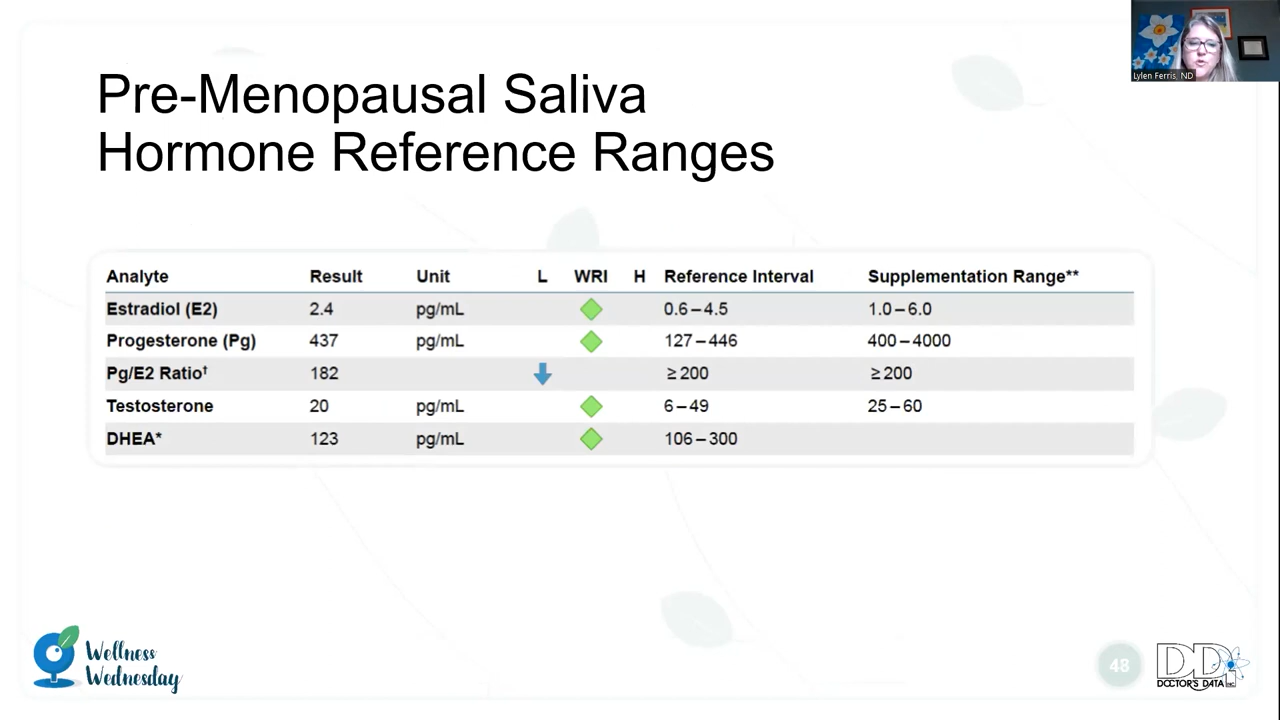 Lylen Ferris, ND
Pre-Menopausal Saliva
Hormone Reference Ranges
Analyte Result Unit L WRI H Reference Interval Supplementation Range**
Estradiol (E2) 2.4 pg/mL 0.6–4.5 1.0–6.0
Progesterone (Pg) 437 pg/mL 127–446 400–4000
Pg/E2 Ratio† 182 ≥200 ≥200
Testosterone 20 pg/mL 6–49 25–60
DHEA* 123 pg/mL 106–300
Wellness
Wednesday
48
DDI
DOCTOR'S DATA INC